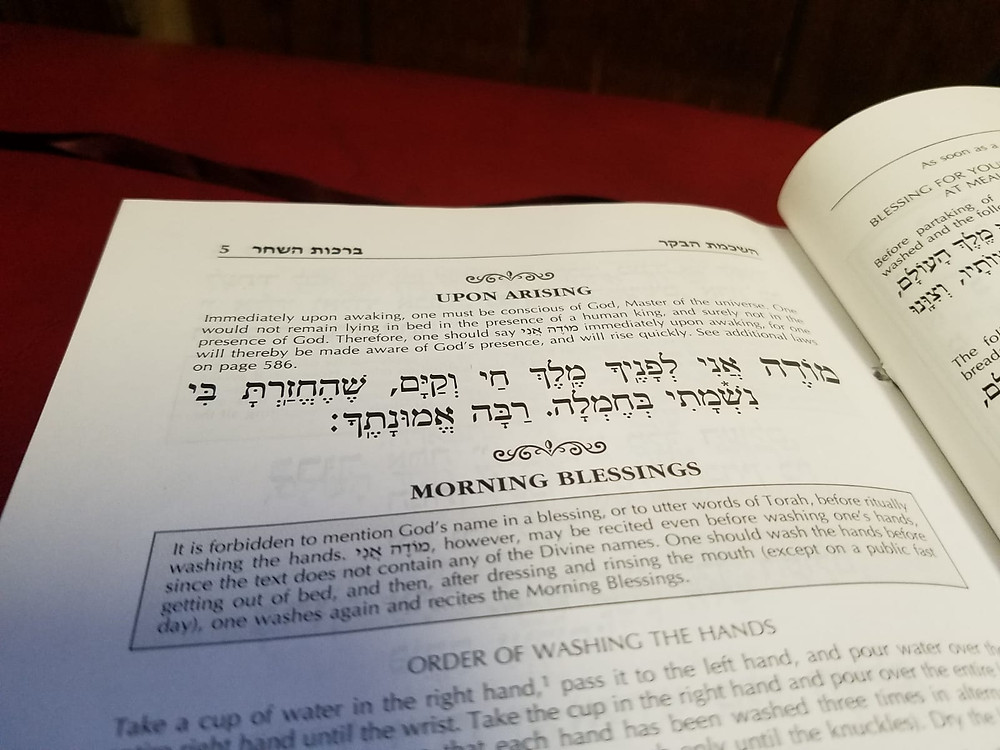 5 ברכות השחר
השכמת הבקר
UPON ARISING
Immediately upon awaking, one must be conscious of God, Master of the universe. One
would not remain lying in bed in the presence of a human king, and surely not in the
presence of God. Therefore, one should say מוֹדֶה אֲנִי immediately upon awaking, for one
will thereby be made aware of God's presence, and will rise quickly. See additional laws
on page 586.
מוֹדֶה אֲנִי לְפָנֶיךָ מֶלֶךְ חַי וְקַיָּם, שֶׁהֶחֱזַרְתָּ בִּי
נִשְׁמָתִי בְּחֶמְלָה. רַבָּה אֱמוּנָתֶךָ:
MORNING BLESSINGS
It is forbidden to mention God's name in a blessing, or to utter words of Torah, before ritually
washing the hands. מוֹדֶה אֲנִי, however, may be recited even before washing one's hands,
since the text does not contain any of the Divine names. One should wash the hands before
getting out of bed, and then, after dressing and rinsing the mouth (except on a public fast
day), one washes again and recites the Morning Blessings.
ORDER OF WASHING THE HANDS
Take a cup of water in the right hand,¹ pass it to the left hand, and pour water over the
right hand until the wrist. Take the cup in the right hand and pour over the entire
that each hand has been washed three times in
only until the knuckles). Dry the
As soon as a
BLESSING FOR
AT
Before partaking of
washed and the
מֶלֶךְ הָעוֹלָם,
וְצִוָּנוּ
The